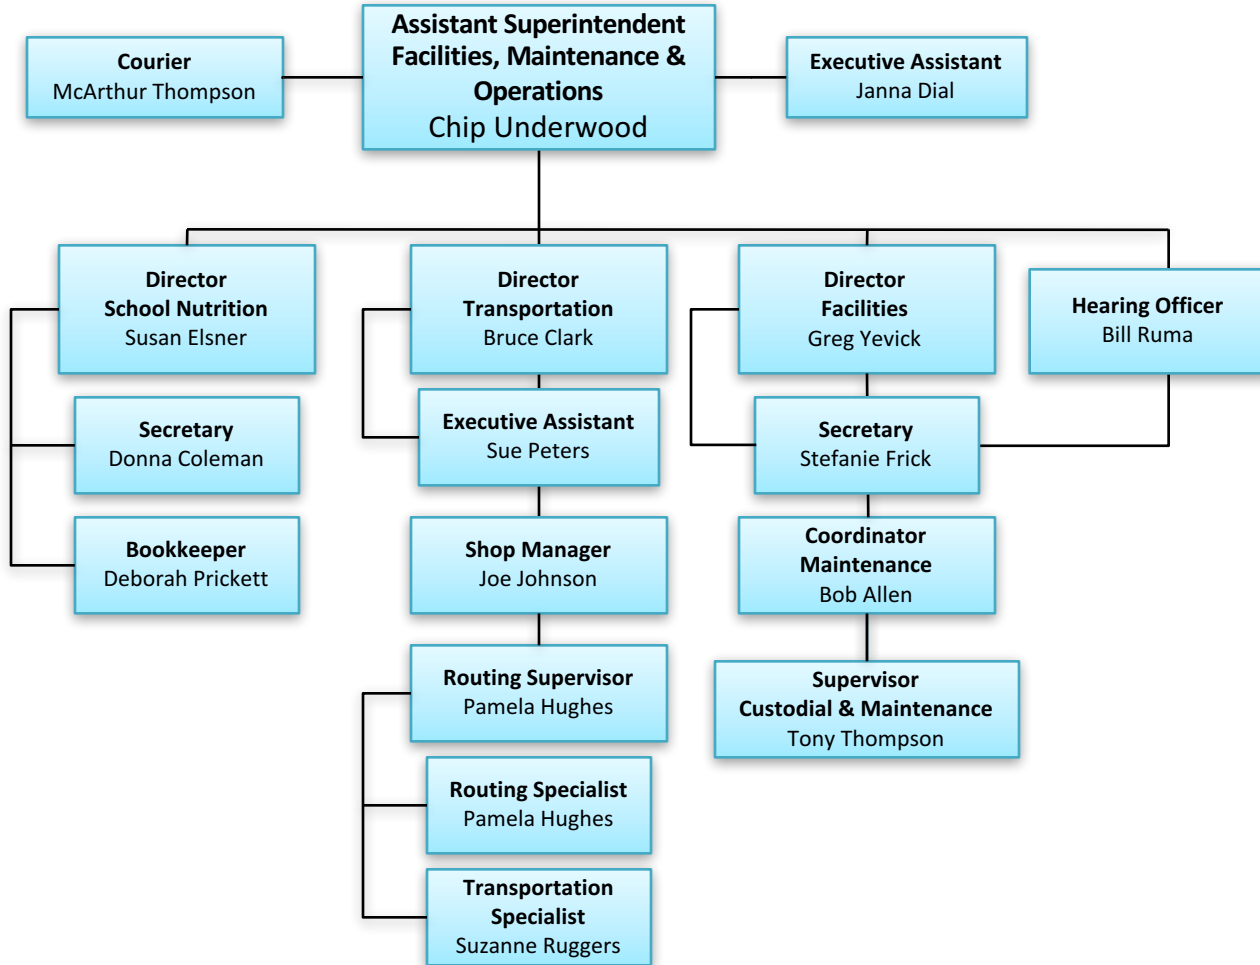 Assistant Superintendent
Facilities, Maintenance &
Operations
Chip Underwood
Courier
McArthur Thompson
Executive Assistant
Janna Dial
Director
School Nutrition
Susan Elsner
Director
Transportation
Bruce Clark
Director
Facilities
Greg Yevick
Hearing Officer
Bill Ruma
Secretary
Donna Coleman
Executive Assistant
Sue Peters
Secretary
Stefanie Frick
Bookkeeper
Deborah Prickett
Shop Manager
Joe Johnson
Coordinator
Maintenance
Bob Allen
Routing Supervisor
Pamela Hughes
Supervisor
Custodial & Maintenance
Tony Thompson
Routing Specialist
Pamela Hughes
Transportation
Specialist
Suzanne Ruggers